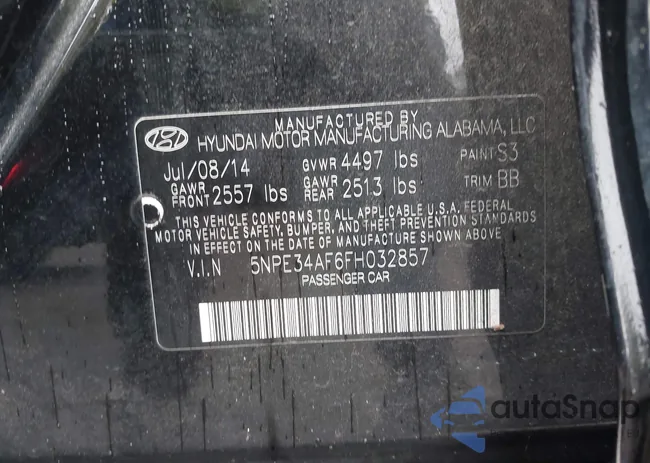 MANUFACTURED BY
HYUNDAI MOTOR MANUFACTURING ALABAMA, LLC
Jul/08/14 GVWR 4497 lbs PAINT S3
GAWR FRONT 2557 lbs GAWR REAR 2513 lbs TRIM BB
THIS VEHICLE CONFORMS TO ALL APPLICABLE U.S.A. FEDERAL
MOTOR VEHICLE SAFETY, BUMPER, AND THEFT PREVENTION STANDARDS
IN EFFECT ON THE DATE OF MANUFACTURE SHOWN ABOVE.
V.I.N 5NPE34AF6FH032857
PASSENGER CAR
autoSnap